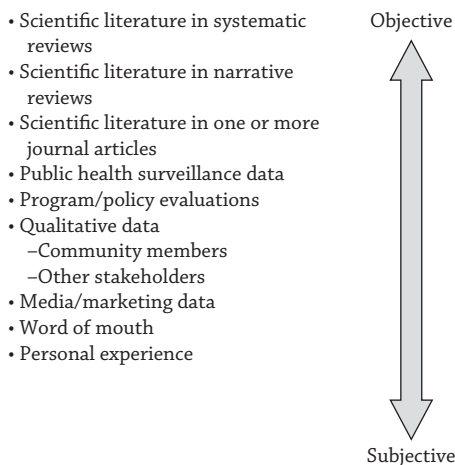 • Scientific literature in systematic
reviews
• Scientific literature in narrative
reviews
• Scientific literature in one or more
journal articles
• Public health surveillance data
• Program/policy evaluations
• Qualitative data
–Community members
–Other stakeholders
• Media/marketing data
• Word of mouth
• Personal experience
Objective
Subjective